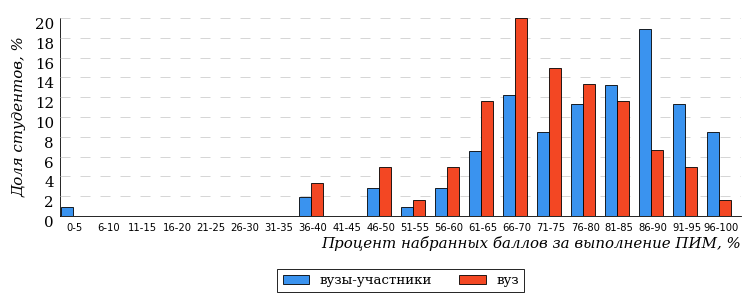 Доля студентов, %
20
18
16
14
12
10
8
6
4
2
0
0-5 6-10 11-15 16-20 21-25 26-30 31-35 36-40 41-45 46-50 51-55 56-60 61-65 66-70 71-75 76-80 81-85 86-90 91-95 96-100
Процент набранных баллов за выполнение ПИМ, %
вузы-участники вуз